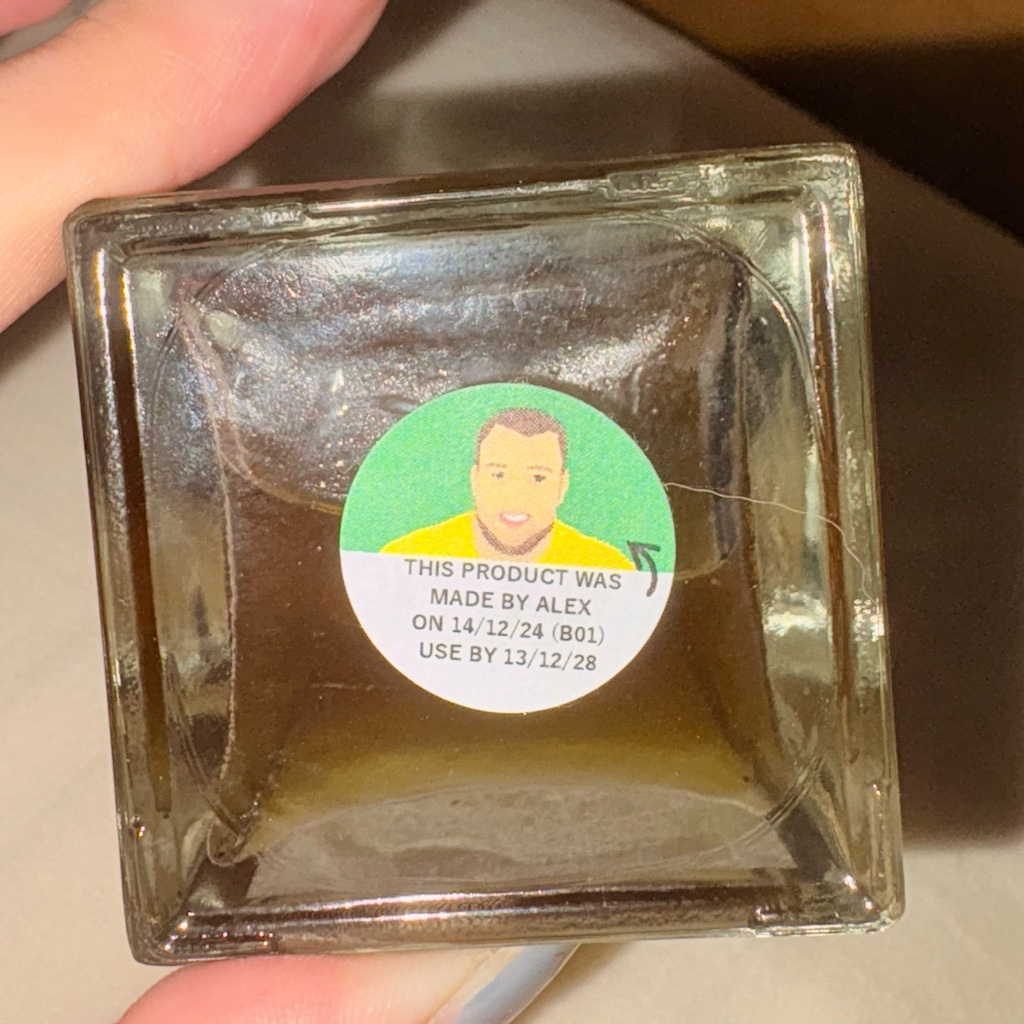 THIS PRODUCT WAS
MADE BY ALEX
ON 14/12/24 (B01)
USE BY 13/12/28